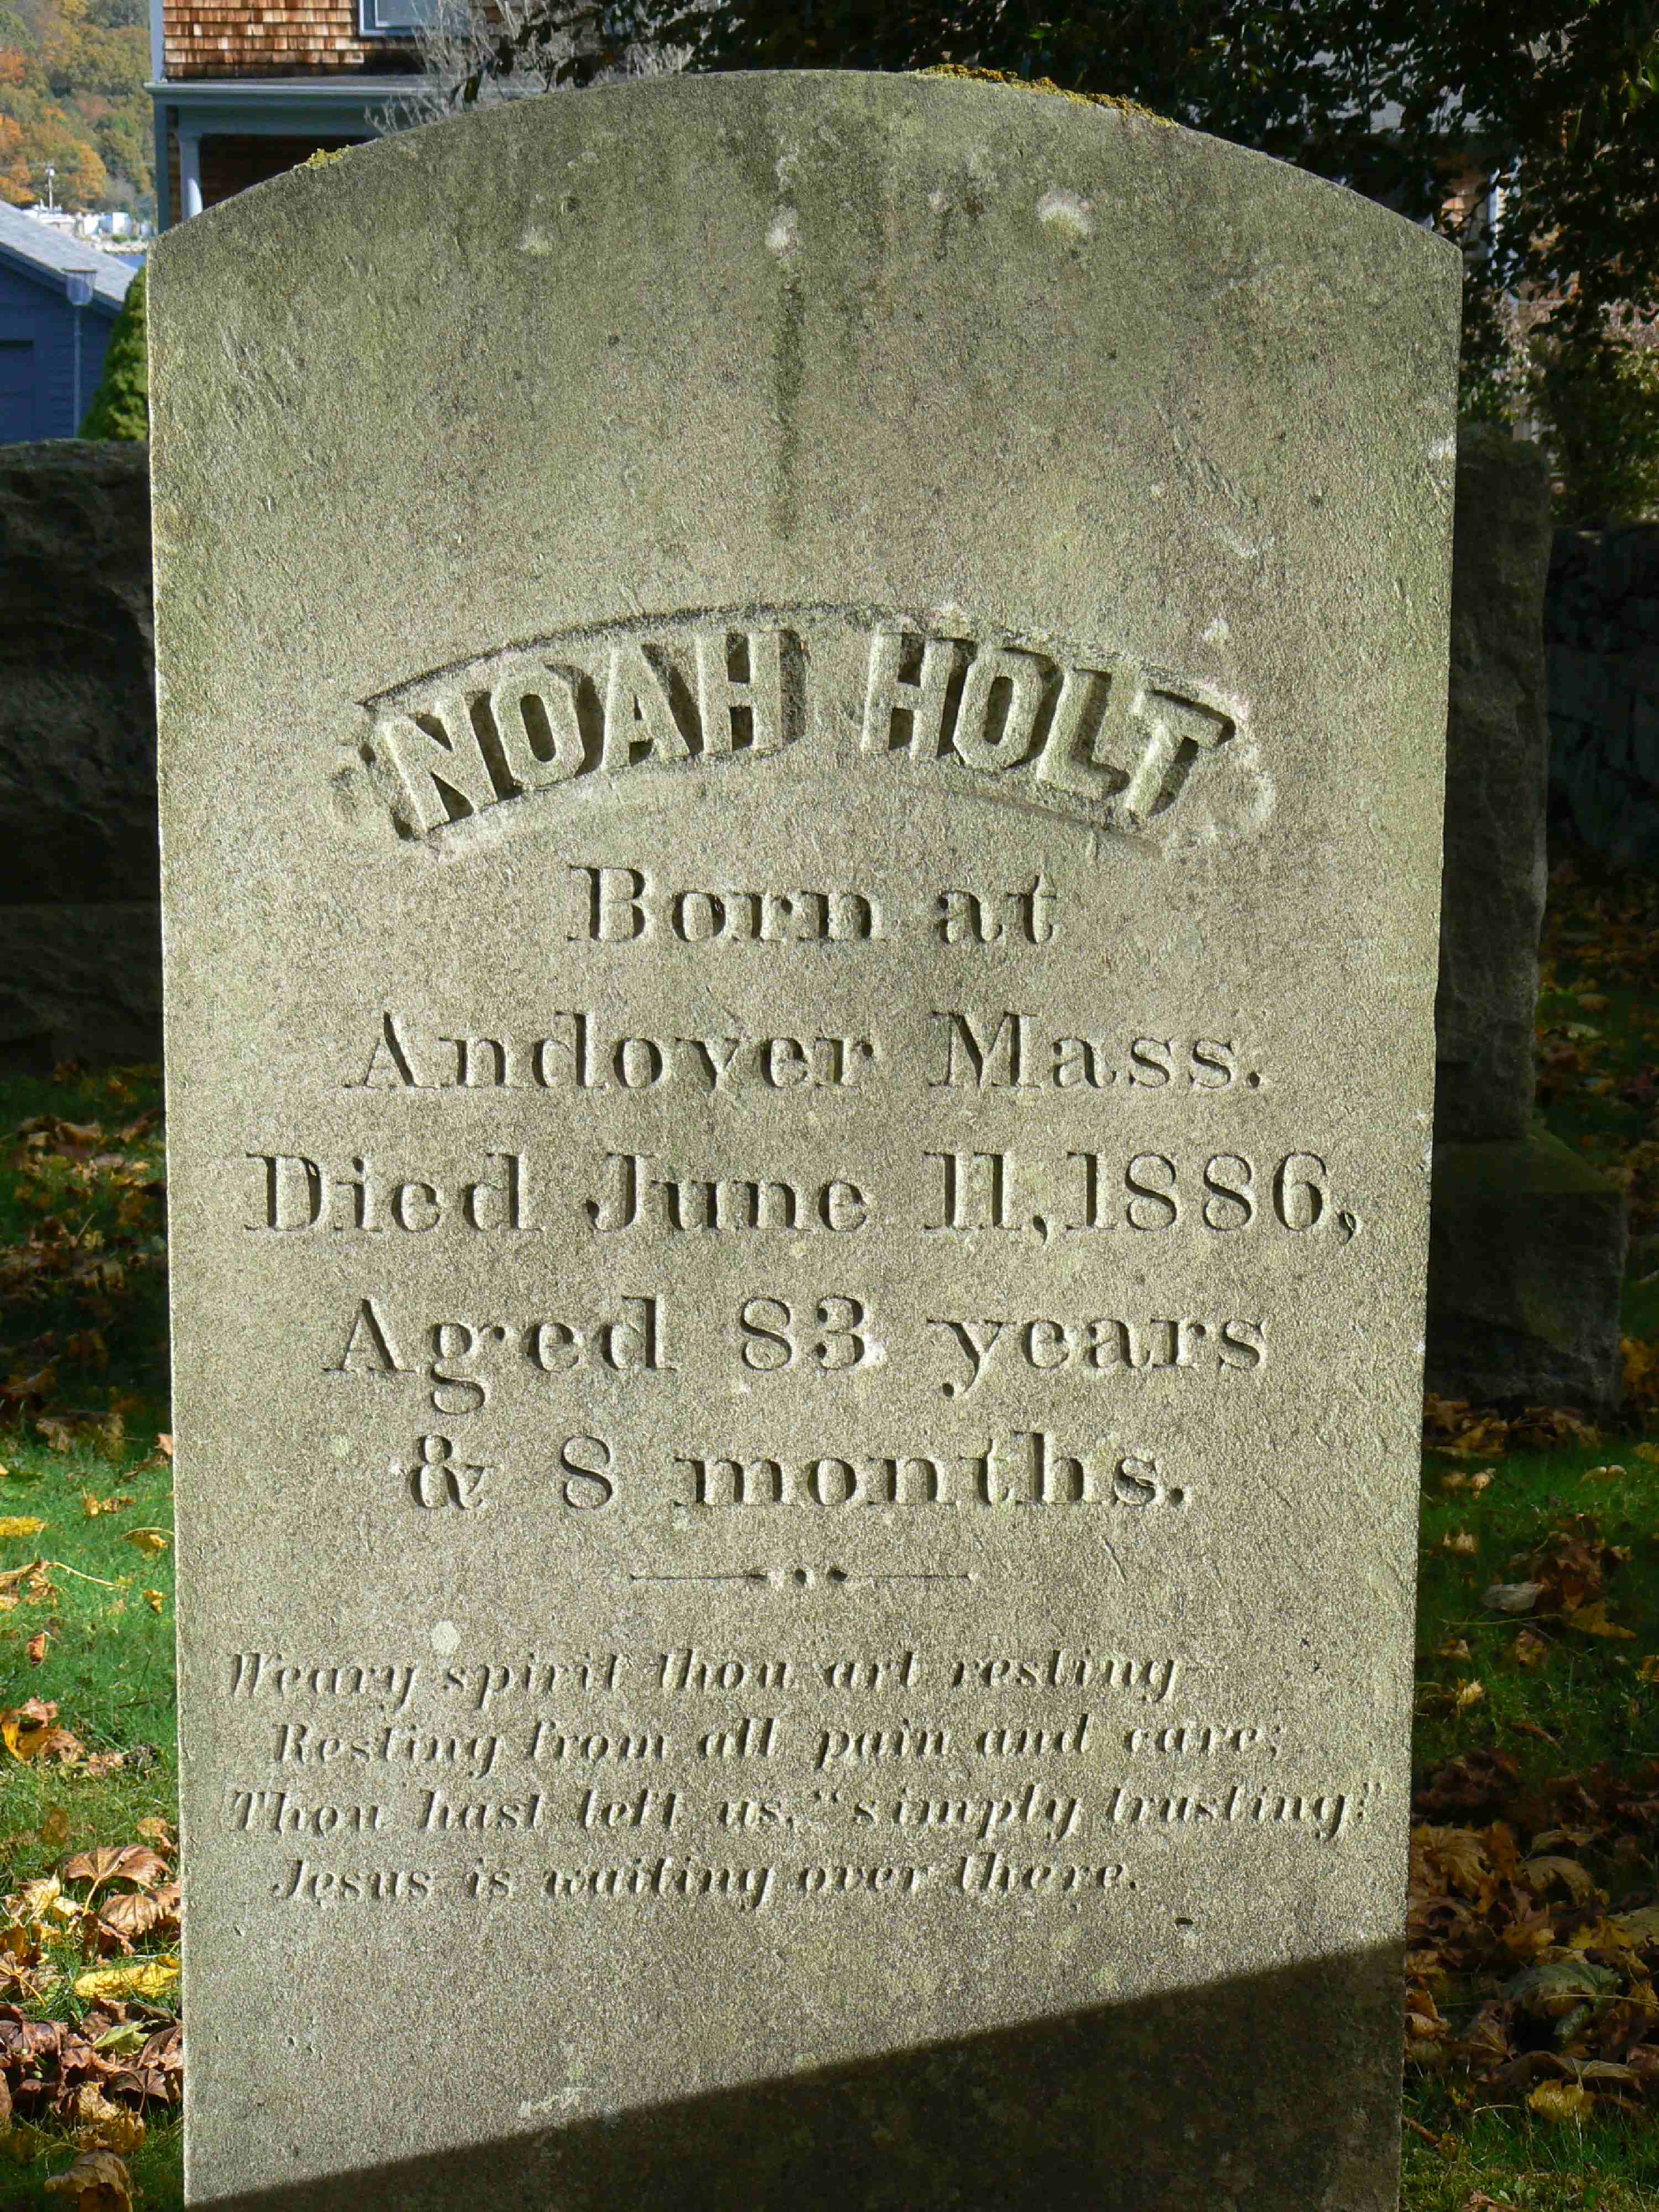 NOAH HOLT
Born at
Andover Mass.
Died June 11, 1886,
Aged 83 years
& 8 months.
Weary spirit thou art resting
Resting from all pain and care;
Thou hast left us, "simply trusting!"
Jesus is waiting over there.